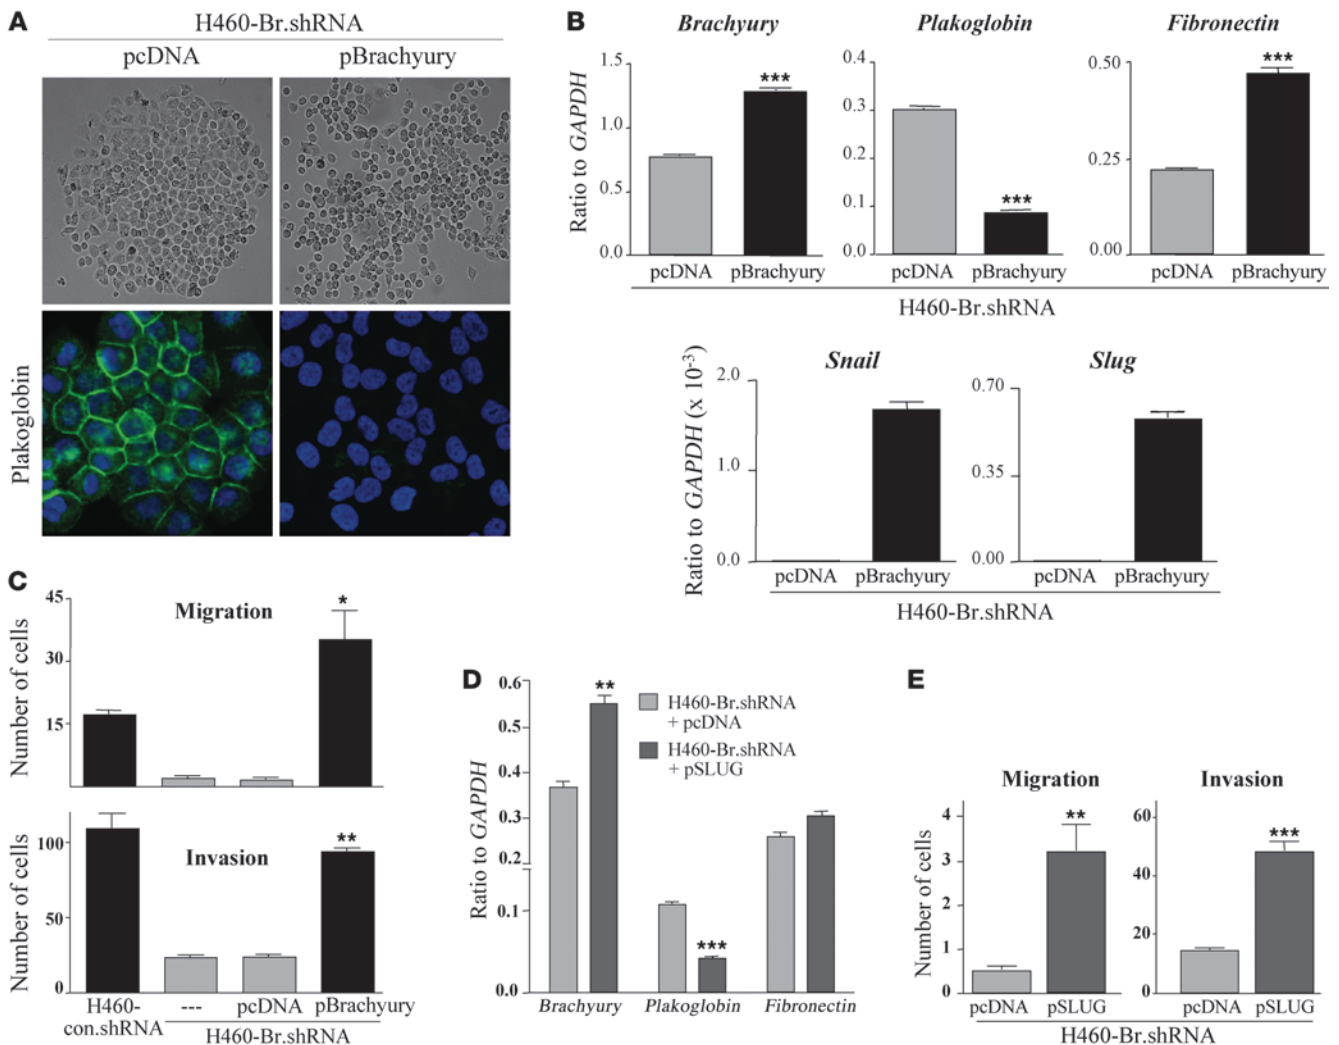 A
H460-Br.shRNA
pcDNA pBrachyury
Plakoglobin
B
Brachyury Plakoglobin Fibronectin
Ratio to GAPDH
1.5
1.0
0.5
0.0
***
pcDNA pBrachyury
0.4
0.3
0.2
0.1
0.0
***
pcDNA pBrachyury
0.50
0.25
0.00
***
pcDNA pBrachyury
H460-Br.shRNA
Snail Slug
Ratio to GAPDH (x 10-3)
2.0
1.0
0.0
pcDNA pBrachyury
0.70
0.35
0.00
pcDNA pBrachyury
H460-Br.shRNA
C
Migration
Number of cells
45
30
15
*
Invasion
Number of cells
100
50
0
**
H460-con.shRNA
--- pcDNA pBrachyury
H460-Br.shRNA
D
Ratio to GAPDH
0.6
0.5
0.4
0.3
0.2
0.1
0.0
**
***
H460-Br.shRNA
+ pcDNA
H460-Br.shRNA
+ pSLUG
Brachyury Plakoglobin Fibronectin
E
Migration Invasion
Number of cells
4
3
2
1
0
**
pcDNA pSLUG
60
40
20
0
***
pcDNA pSLUG
H460-Br.shRNA